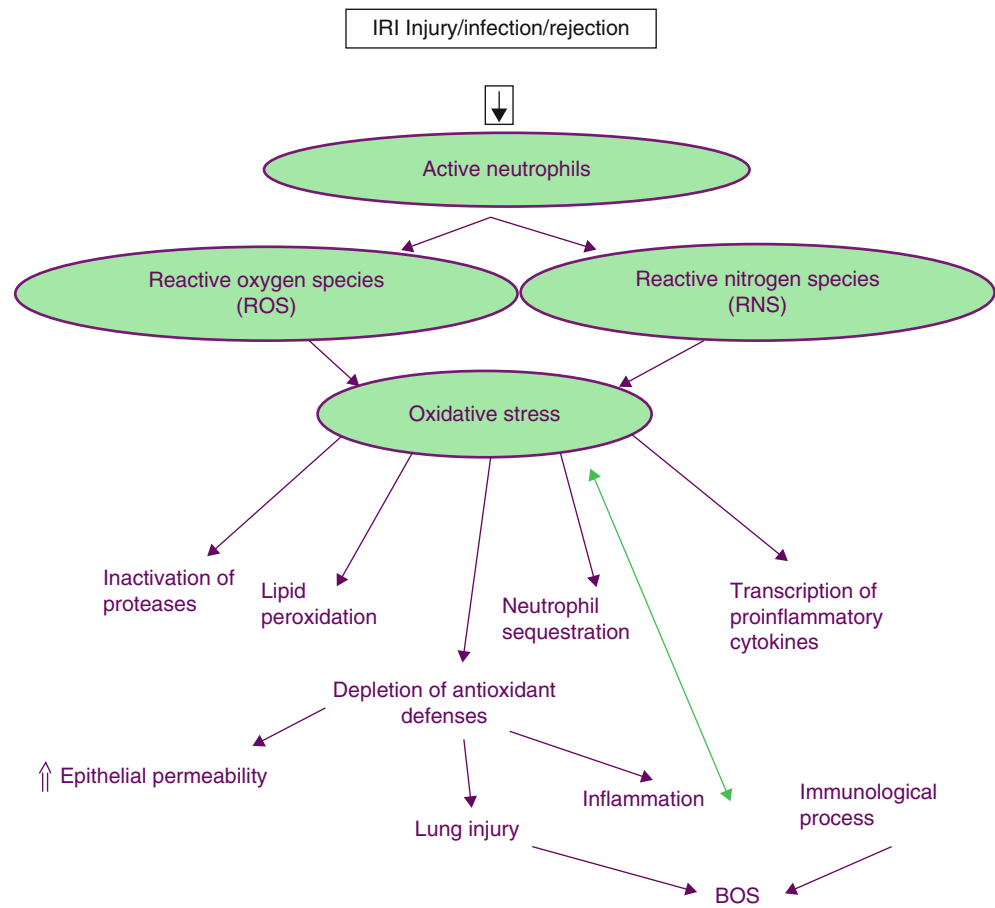 IRI Injury/infection/rejection
Active neutrophils
Reactive oxygen species
(ROS)
Reactive nitrogen species
(RNS)
Oxidative stress
Inactivation of
proteases
Lipid
peroxidation
Neutrophil
sequestration
Transcription of
proinflammatory
cytokines
Depletion of antioxidant
defenses
Epithelial permeability
Inflammation
Immunological
process
Lung injury
BOS